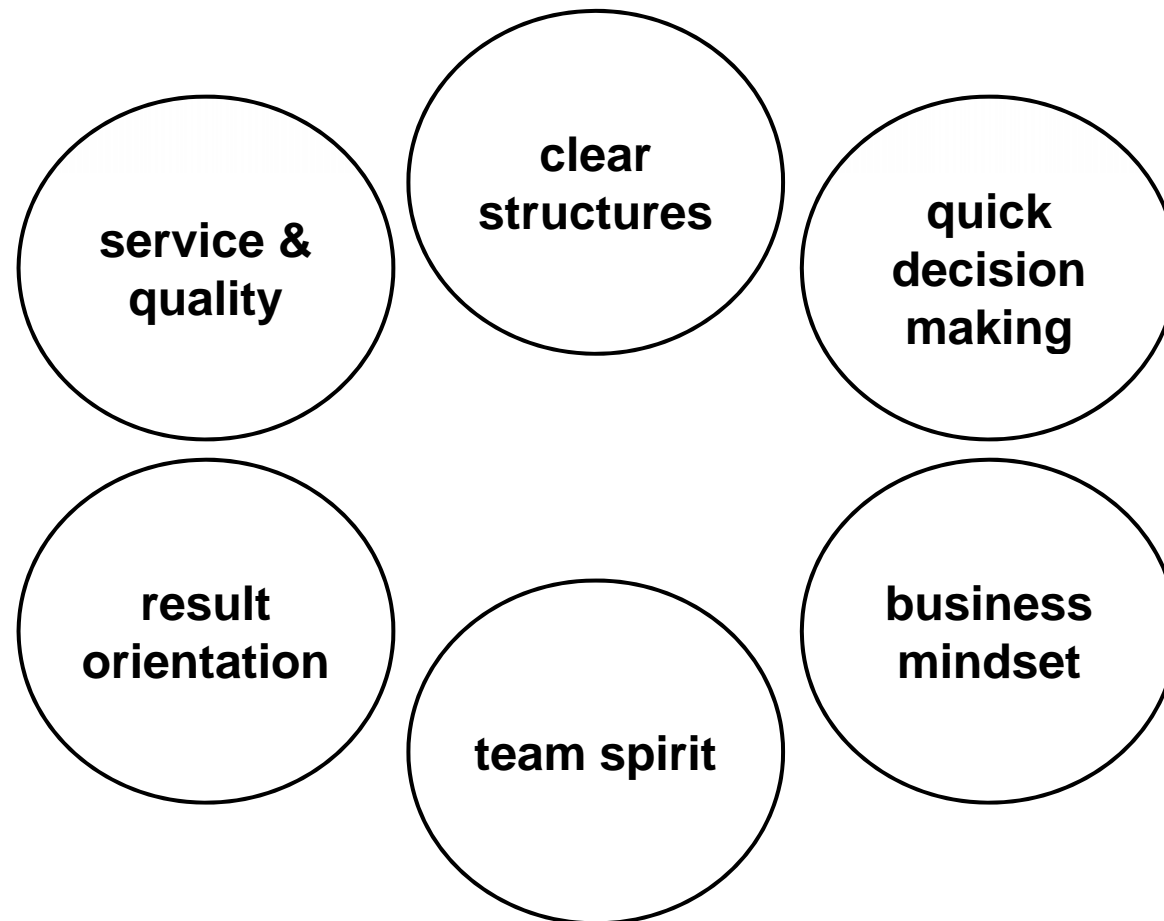 clear
structures
service &
quality
quick
decision
making
result
orientation
business
mindset
team spirit